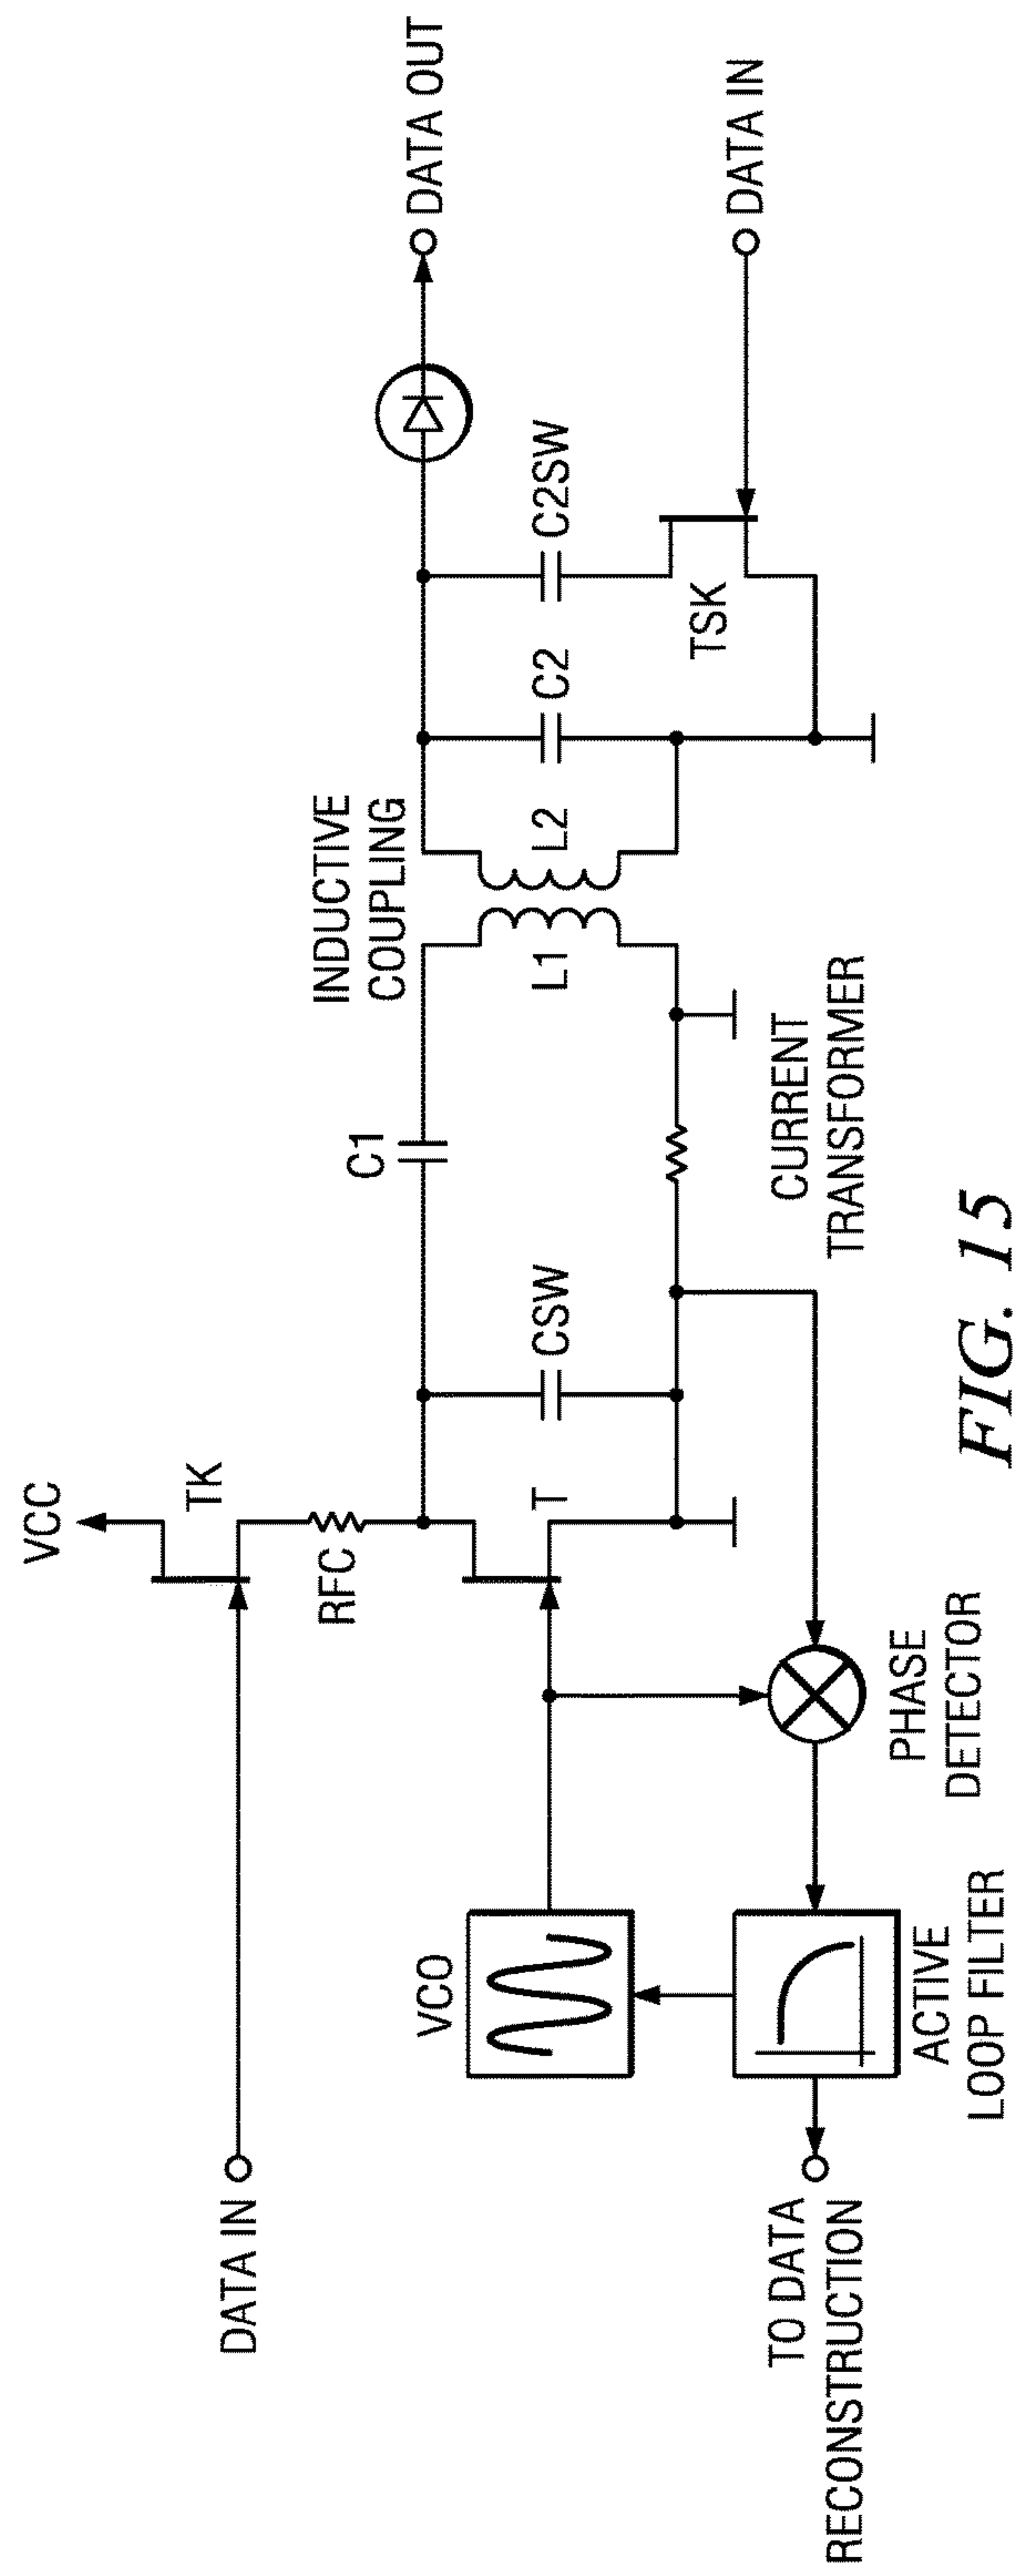 VCC
DATA IN
TK
RFC
INDUCTIVE
COUPLING
DATA OUT
C1
VCO
T
CSW
L1
L2
C2
C2SW
TSK
DATA IN
TO DATA
RECONSTRUCTION
ACTIVE
LOOP FILTER
PHASE
DETECTOR
CURRENT
TRANSFORMER
FIG. 15